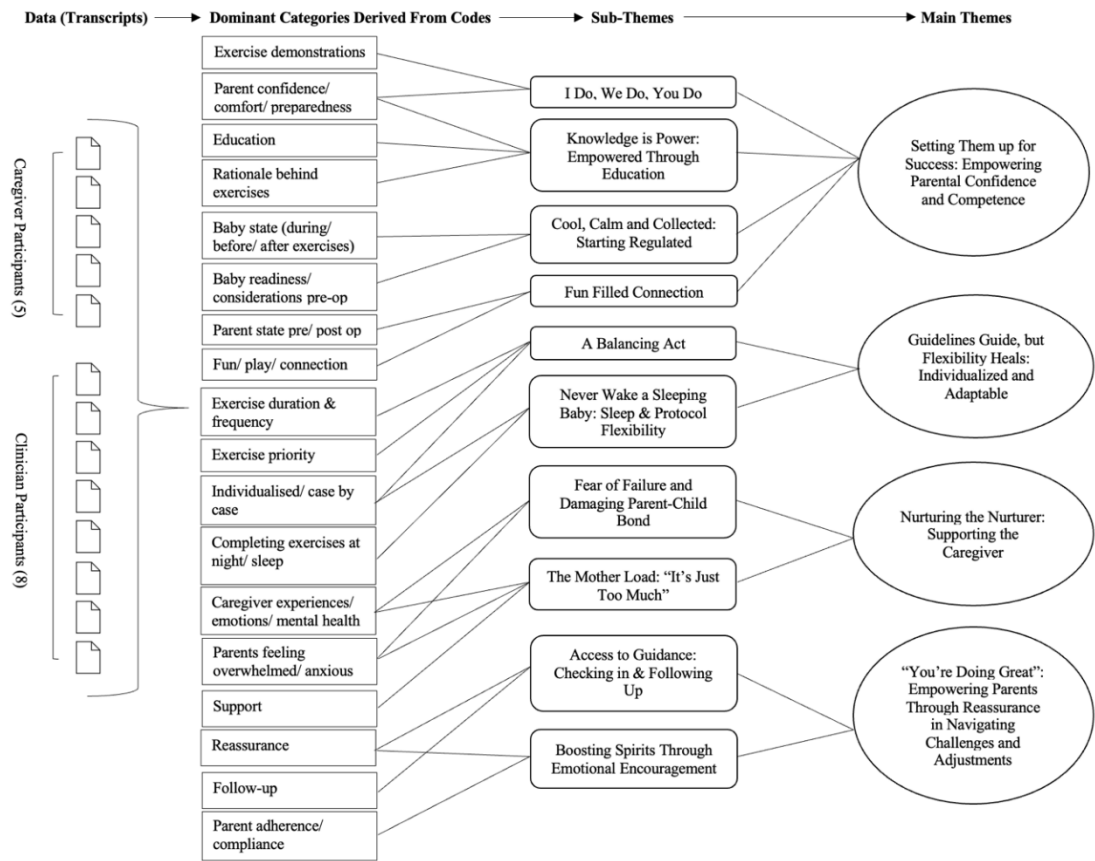 Data (Transcripts)
Dominant Categories Derived From Codes
Sub-Themes
Main Themes
Caregiver Participants (5)
Clinician Participants (8)
Exercise demonstrations
Parent confidence/
comfort/ preparedness
Education
Rationale behind
exercises
Baby state (during/
before/ after exercises)
Baby readiness/
considerations pre-op
Parent state pre/ post op
Fun/ play/ connection
Exercise duration &
frequency
Exercise priority
Individualised/ case by
case
Completing exercises at
night/ sleep
Caregiver experiences/
emotions/ mental health
Parents feeling
overwhelmed/ anxious
Support
Reassurance
Follow-up
Parent adherence/
compliance
I Do, We Do, You Do
Knowledge is Power:
Empowered Through
Education
Cool, Calm and Collected:
Starting Regulated
Fun Filled Connection
A Balancing Act
Never Wake a Sleeping
Baby: Sleep & Protocol
Flexibility
Fear of Failure and
Damaging Parent-Child
Bond
The Mother Load: “It’s Just
Too Much”
Access to Guidance:
Checking in & Following
Up
Boosting Spirits Through
Emotional Encouragement
Setting Them up for
Success: Empowering
Parental Confidence
and Competence
Guidelines Guide, but
Flexibility Heals:
Individualized and
Adaptable
Nurturing the Nurturer:
Supporting the
Caregiver
“You’re Doing Great”:
Empowering Parents
Through Reassurance
in Navigating
Challenges and
Adjustments